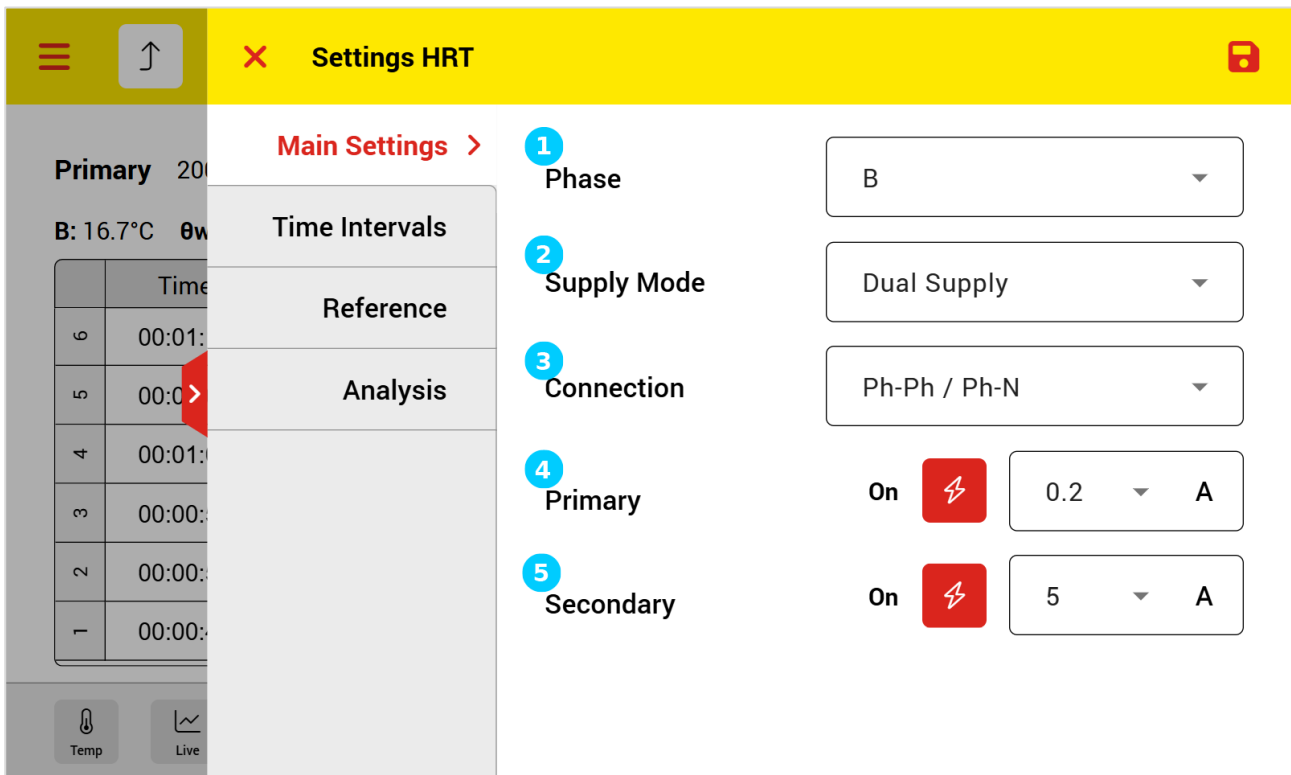 Settings HRT
Primary 200
B: 16.7°C θw
Time
6 00:01:
5 00:0
4 00:01:
3 00:00:
2 00:00:
1 00:00:
Temp
Live
Main Settings
Time Intervals
Reference
Analysis
1
Phase B
2
Supply Mode Dual Supply
3
Connection Ph-Ph / Ph-N
4
Primary On 0.2 A
5
Secondary On 5 A